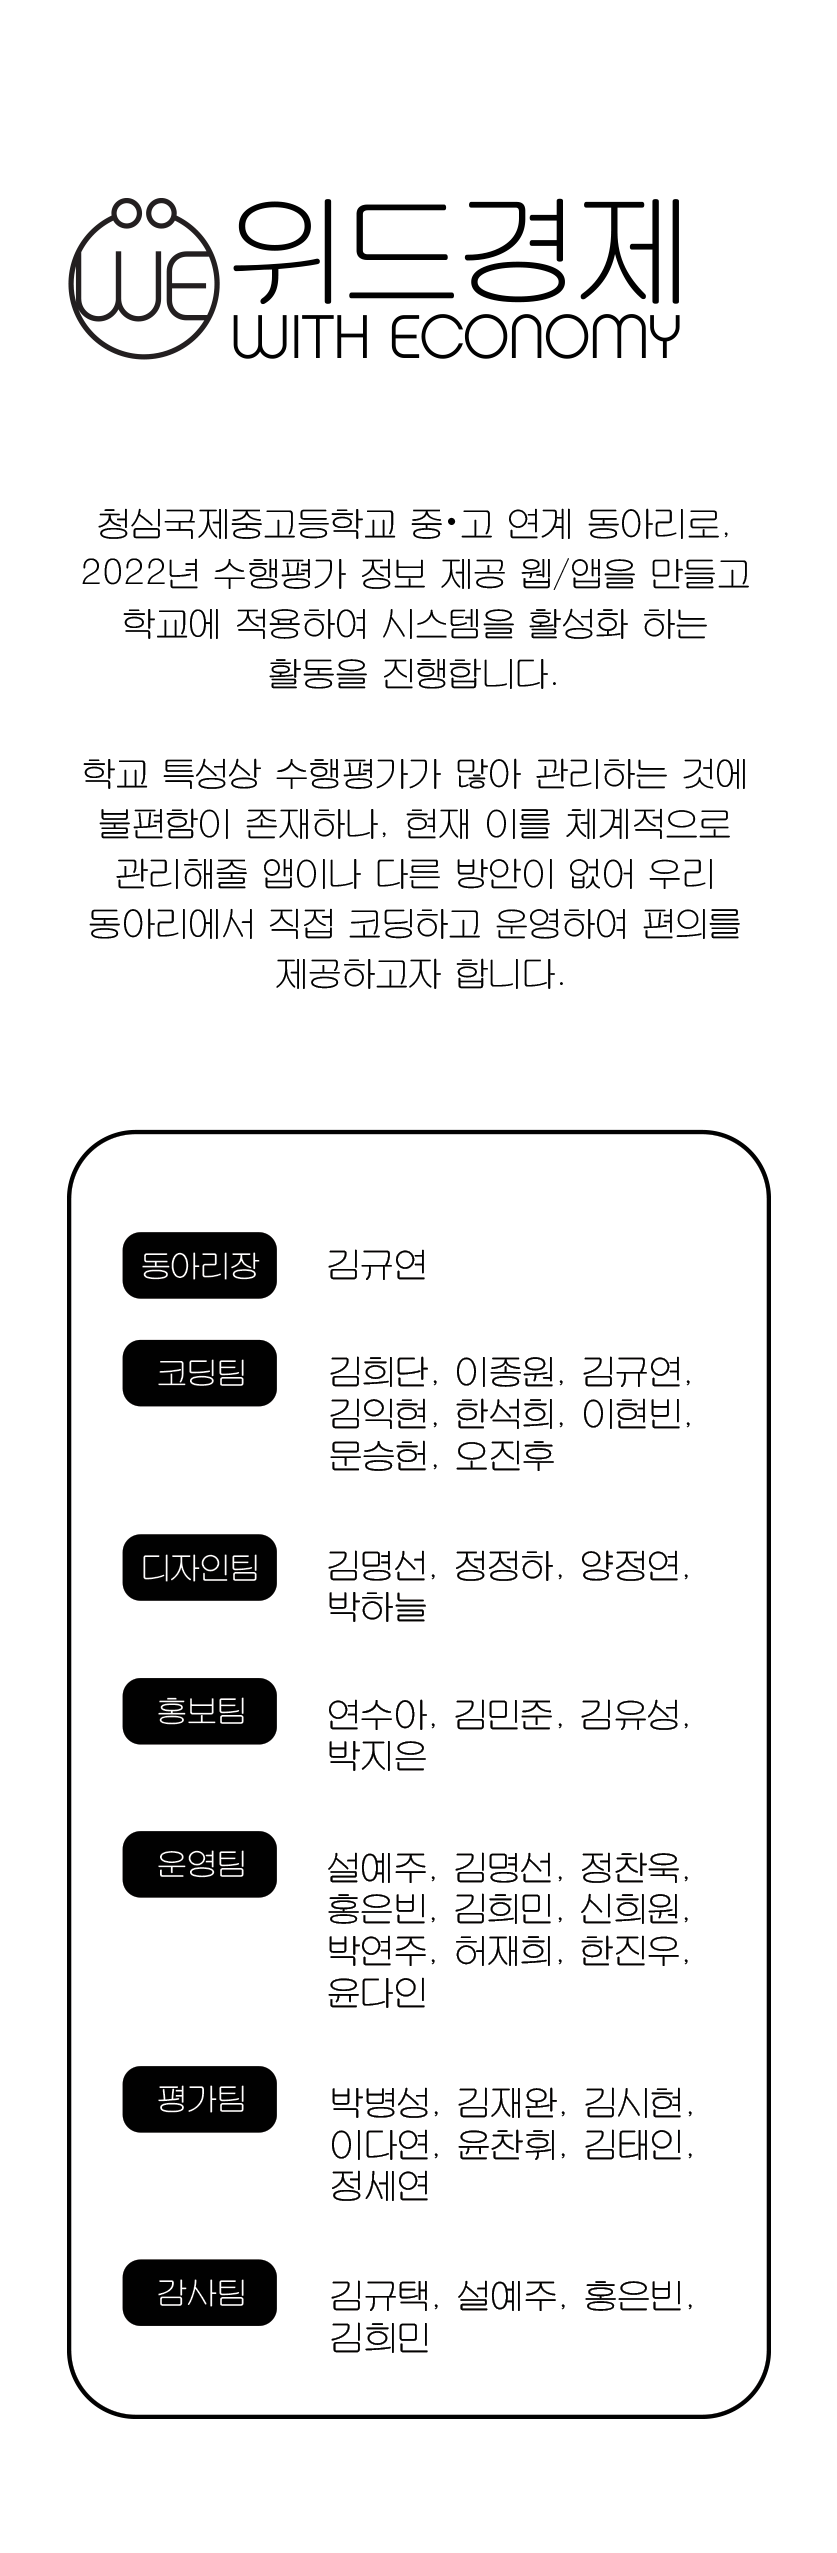 WE 위드경제
WITH ECONOMY
청심국제중고등학교 중•고 연계 동아리로,
2022년 수행평가 정보 제공 웹/앱을 만들고
학교에 적용하여 시스템을 활성화 하는
활동을 진행합니다.
학교 특성상 수행평가가 많아 관리하는 것에
불편함이 존재하나, 현재 이를 체계적으로
관리해줄 앱이나 다른 방안이 없어 우리
동아리에서 직접 코딩하고 운영하여 편의를
제공하고자 합니다.
동아리장 김규연
코딩팀 김희단, 이종원, 김규연,
김익현, 한석희, 이현빈,
문승헌, 오진후
디자인팀 김명선, 정정하, 양정연,
박하늘
홍보팀 연수아, 김민준, 김유성,
박지은
운영팀 설예주, 김명선, 정찬욱,
홍은빈, 김희민, 신희원,
박연주, 허재희, 한진우,
윤다인
평가팀 박병성, 김재완, 김시현,
이다연, 윤찬휘, 김태인,
정세연
감사팀 김규택, 설예주, 홍은빈,
김희민